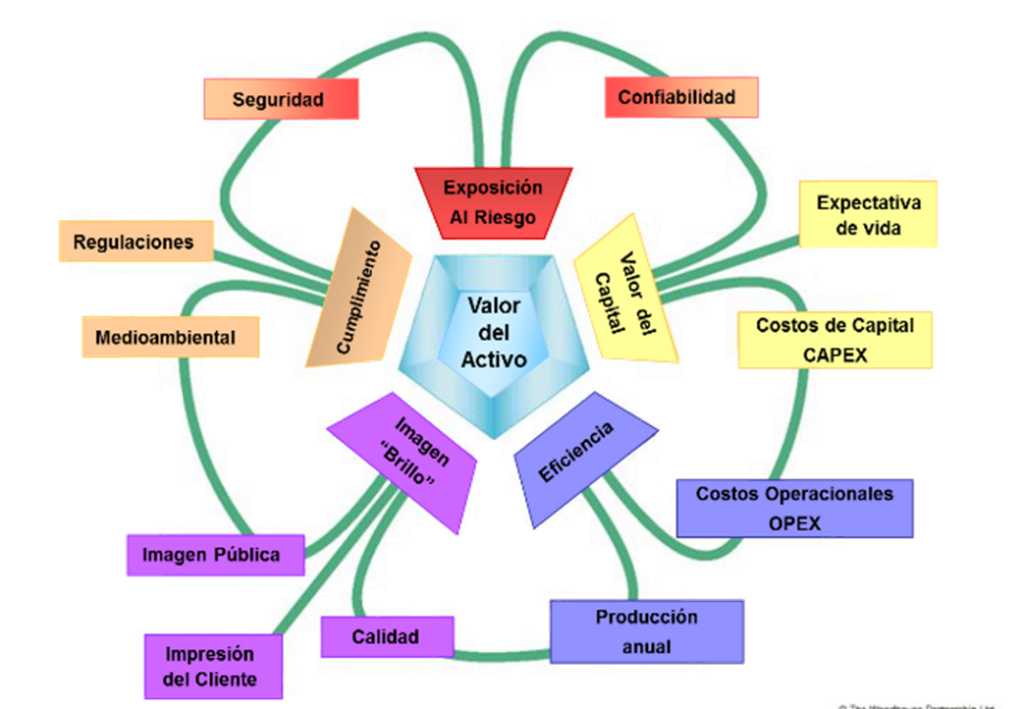 Seguridad
Confiabilidad
Exposición
Al Riesgo
Expectativa
de vida
Regulaciones
Cumplimiento
Valor del
Capital
Medioambiental
Valor
del
Activo
Costos de Capital
CAPEX
Imagen
“Brillo”
Eficiencia
Costos Operacionales
OPEX
Imagen Pública
Calidad
Producción
anual
Impresión
del Cliente